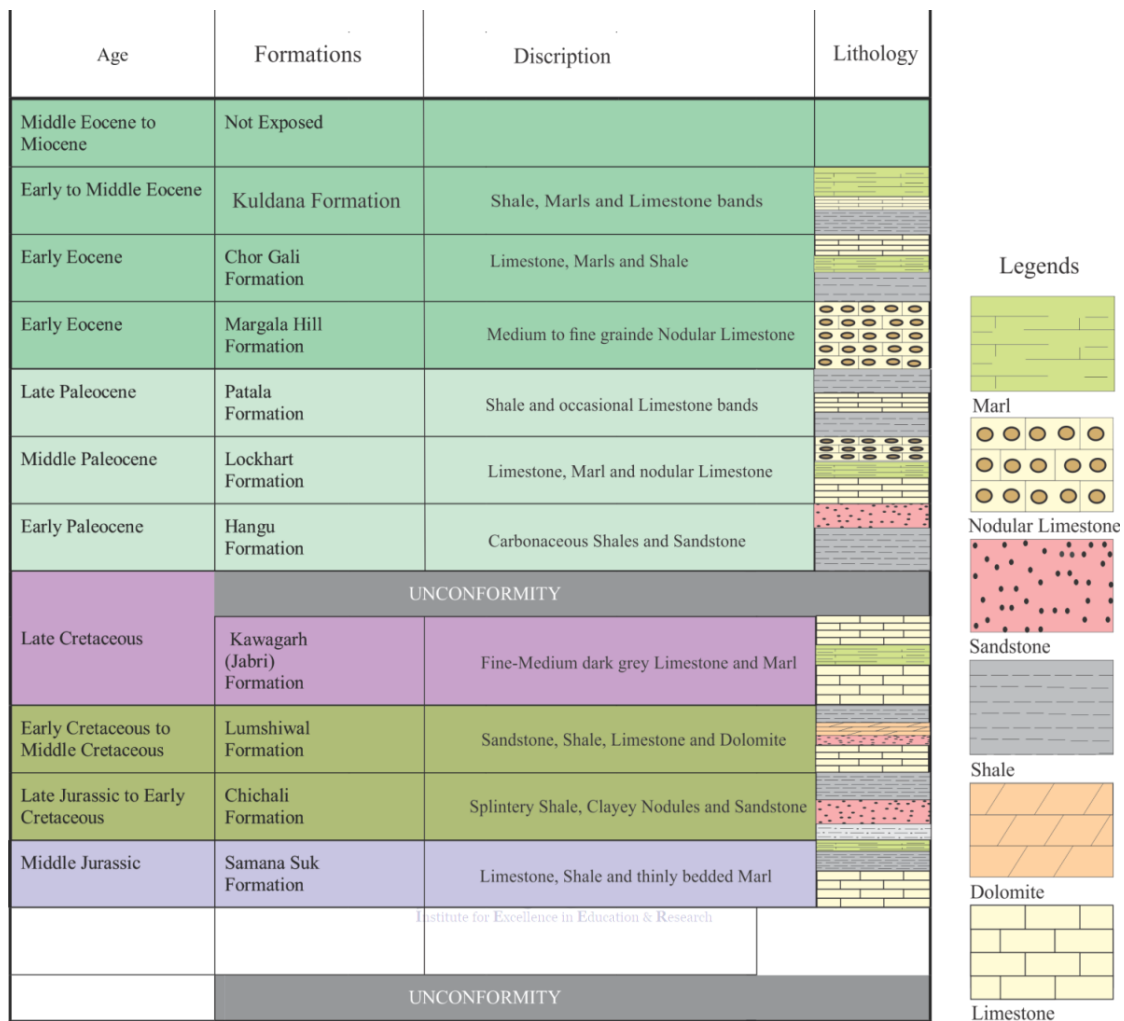 Age
Formations
Discription
Lithology
Middle Eocene to
Miocene
Not Exposed
Early to Middle Eocene
Kuldana Formation
Shale, Marls and Limestone bands
Early Eocene
Chor Gali
Formation
Limestone, Marls and Shale
Early Eocene
Margala Hill
Formation
Medium to fine grainde Nodular Limestone
Late Paleocene
Patala
Formation
Shale and occasional Limestone bands
Middle Paleocene
Lockhart
Formation
Limestone, Marl and nodular Limestone
Early Paleocene
Hangu
Formation
Carbonaceous Shales and Sandstone
UNCONFORMITY
Late Cretaceous
Kawagarh
(Jabri)
Formation
Fine-Medium dark grey Limestone and Marl
Early Cretaceous to
Middle Cretaceous
Lumshiwal
Formation
Sandstone, Shale, Limestone and Dolomite
Late Jurassic to Early
Cretaceous
Chichali
Formation
Splintery Shale, Clayey Nodules and Sandstone
Middle Jurassic
Samana Suk
Formation
Limestone, Shale and thinly bedded Marl
Institute for Excellence in Education & Research
UNCONFORMITY
Legends
Marl
Nodular Limestone
Sandstone
Shale
Dolomite
Limestone